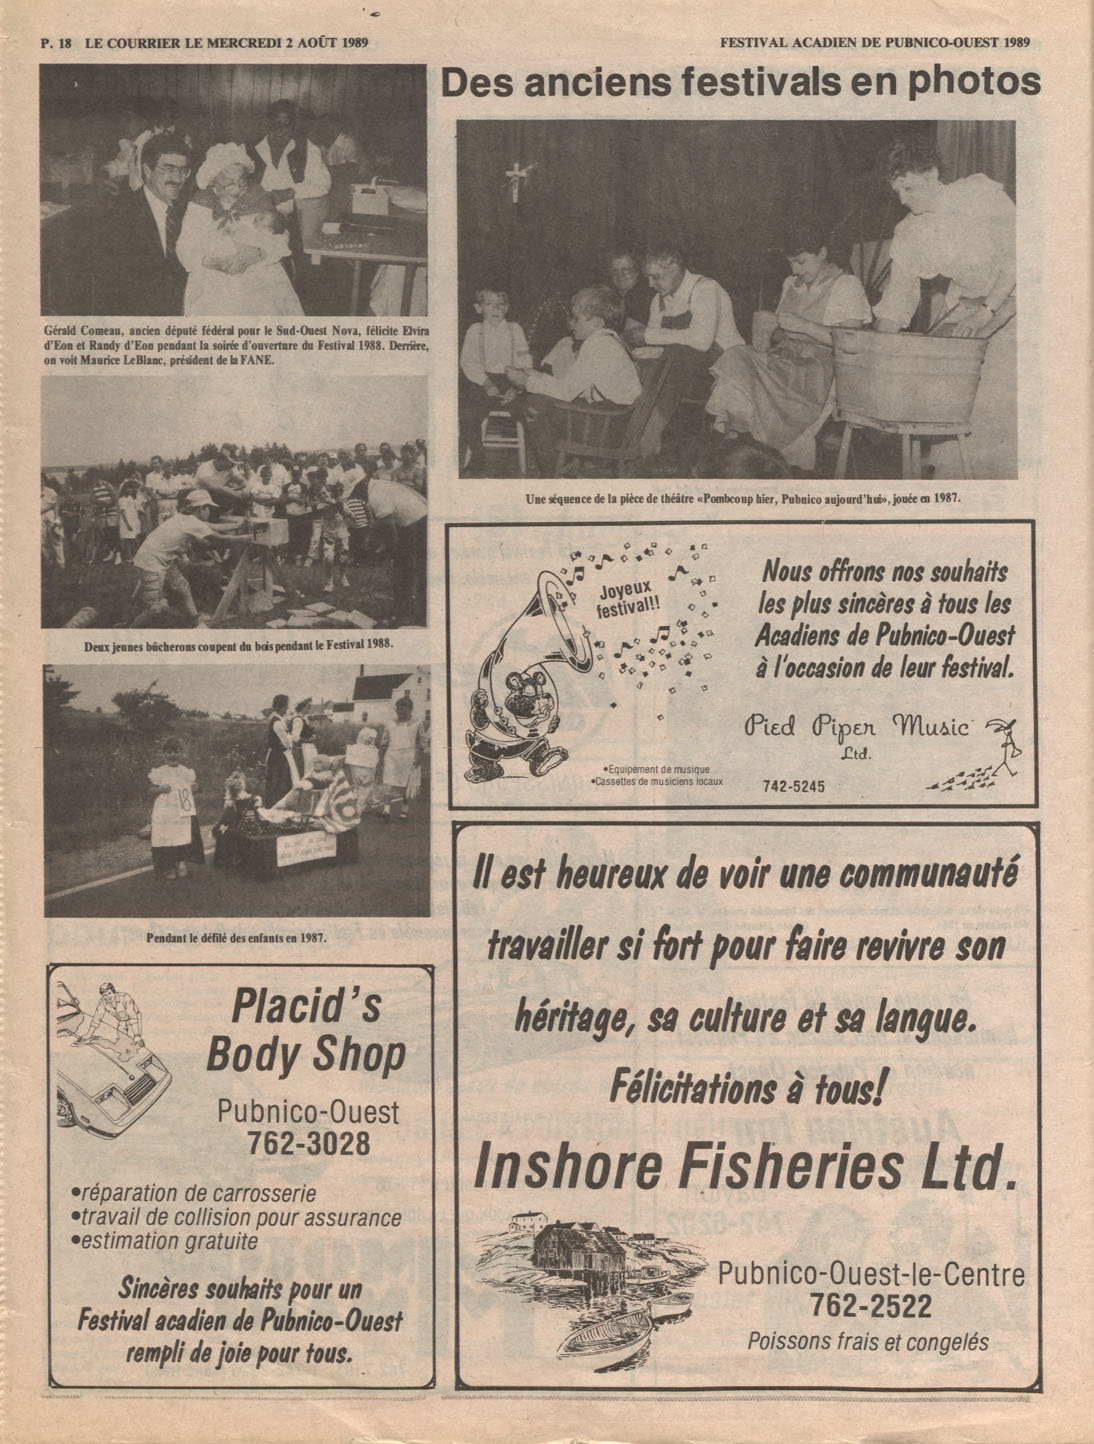 P. 18 LE COURRIER LE MERCREDI 2 AOÛT 1989
FESTIVAL ACADIEN DE PUBNICO-OUEST 1989
Des anciens festivals en photos
Gérald Comeau, ancien député fédéral pour le Sud-Ouest Nova, félicite Elvira
d'Eon et Randy d'Eon pendant la soirée d'ouverture du Festival 1988. Derrière,
on voit Maurice LeBlanc, président de la FANE.
Deux jeunes bûcherons coupent du bois pendant le Festival 1988.
18
Pendant le défilé des enfants en 1987.
Une séquence de la pièce de théâtre «Pombcoup hier, Pubnico aujourd'hui», jouée en 1987.
Joyeux
festival!!
Nous offrons nos souhaits
les plus sincères à tous les
Acadiens de Pubnico-Ouest
à l'occasion de leur festival.
Pied Piper Music
Ltd.
•Equipement de musique
•Cassettes de musiciens locaux
742-5245
Placid's
Body Shop
Pubnico-Ouest
762-3028
•réparation de carrosserie
•travail de collision pour assurance
•estimation gratuite
Sincères souhaits pour un
Festival acadien de Pubnico-Ouest
rempli de joie pour tous.
Il est heureux de voir une communauté
travailler si fort pour faire revivre son
héritage, sa culture et sa langue.
Félicitations à tous!
Inshore Fisheries Ltd.
Pubnico-Ouest-le-Centre
762-2522
Poissons frais et congelés